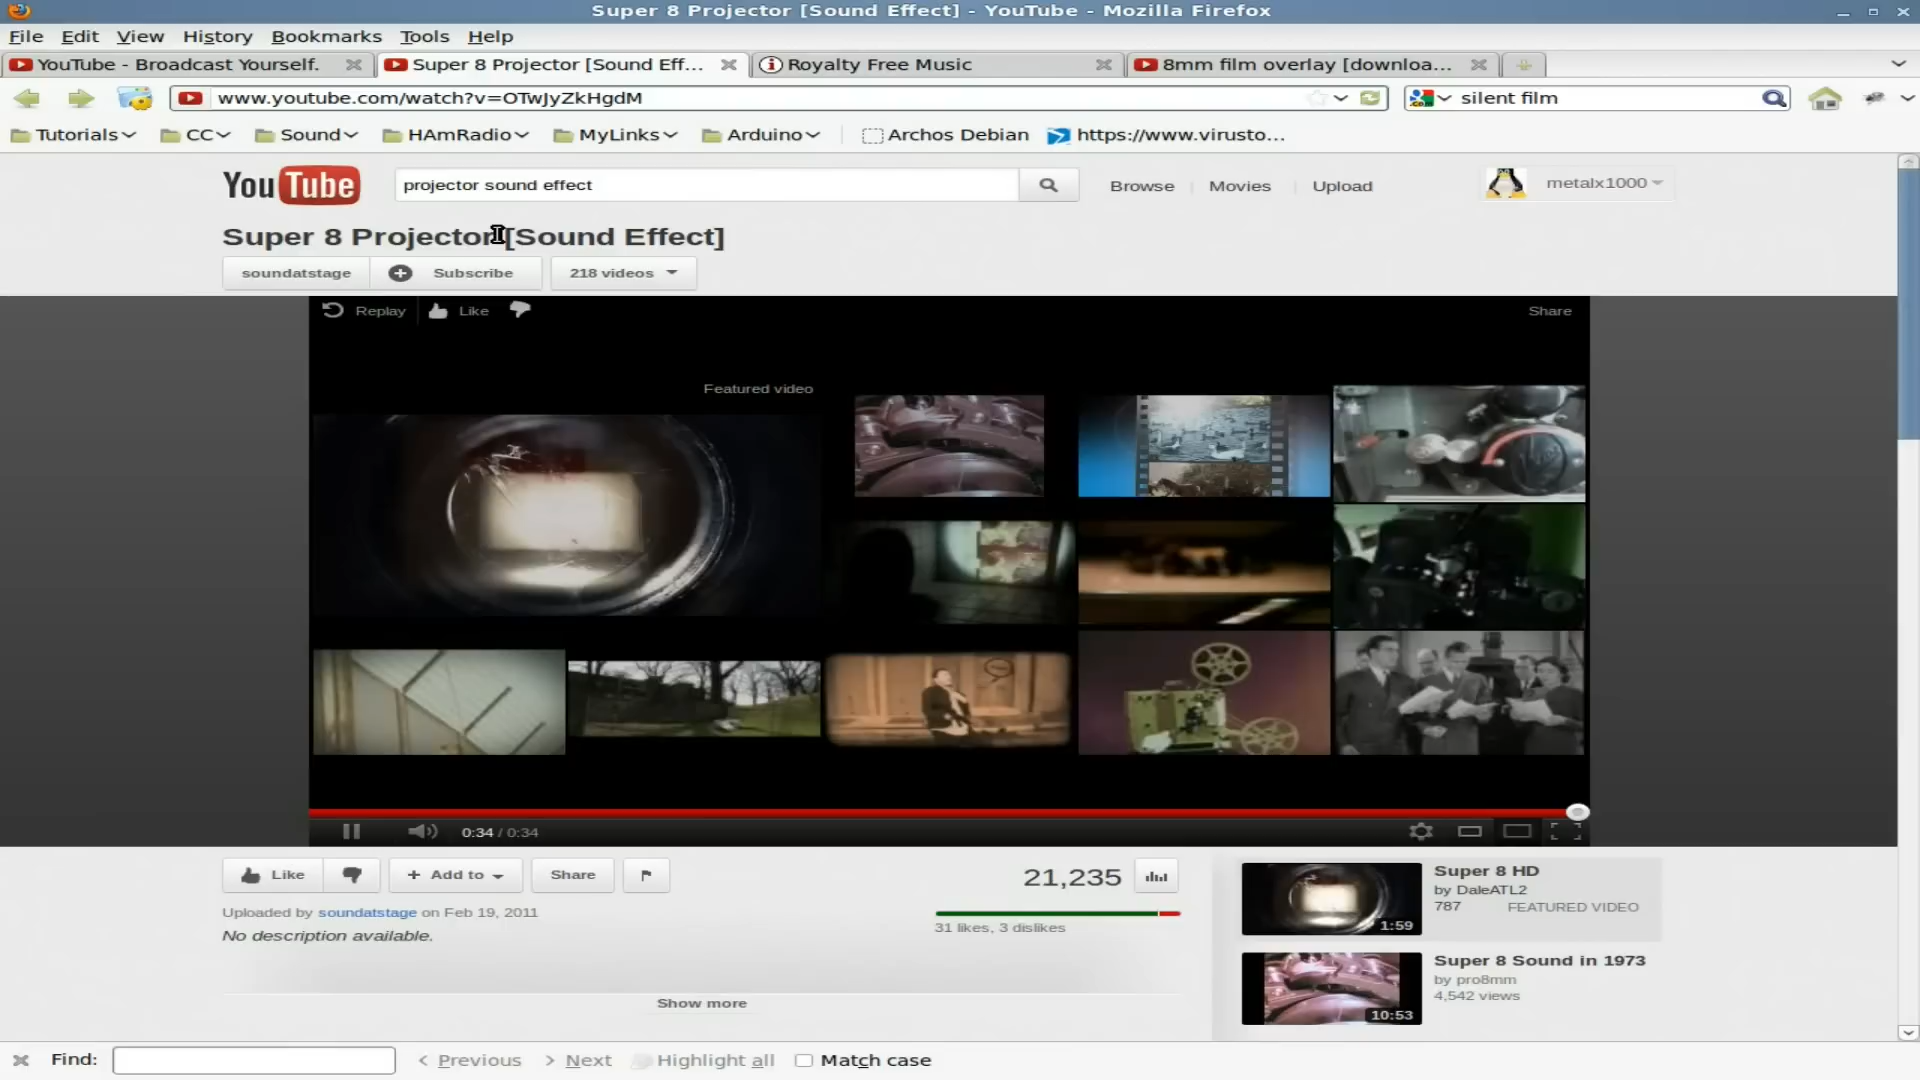 Super 8 Projector [Sound Effect] - YouTube - Mozilla Firefox
File Edit View History Bookmarks Tools Help
YouTube - Broadcast Yourself.
Super 8 Projector [Sound Eff...
Royalty Free Music
8mm film overlay [downloa...
www.youtube.com/watch?v=OTwJyZkHgdM
silent film
Tutorials CC Sound HAmRadio MyLinks Arduino Archos Debian https://www.virusto...
YouTube
projector sound effect
Browse Movies Upload
metalx1000
Super 8 Projector [Sound Effect]
soundatstage Subscribe 218 videos
Replay Like Share
Featured video
0:34 / 0:34
Like Add to Share
21,235
Uploaded by soundatstage on Feb 19, 2011
No description available.
31 likes, 3 dislikes
Show more
Super 8 HD
by DaleATL2
787 FEATURED VIDEO
1:59
Super 8 Sound in 1973
by pro8mm
4,542 views
10:53
Find: Previous Next Highlight all Match case